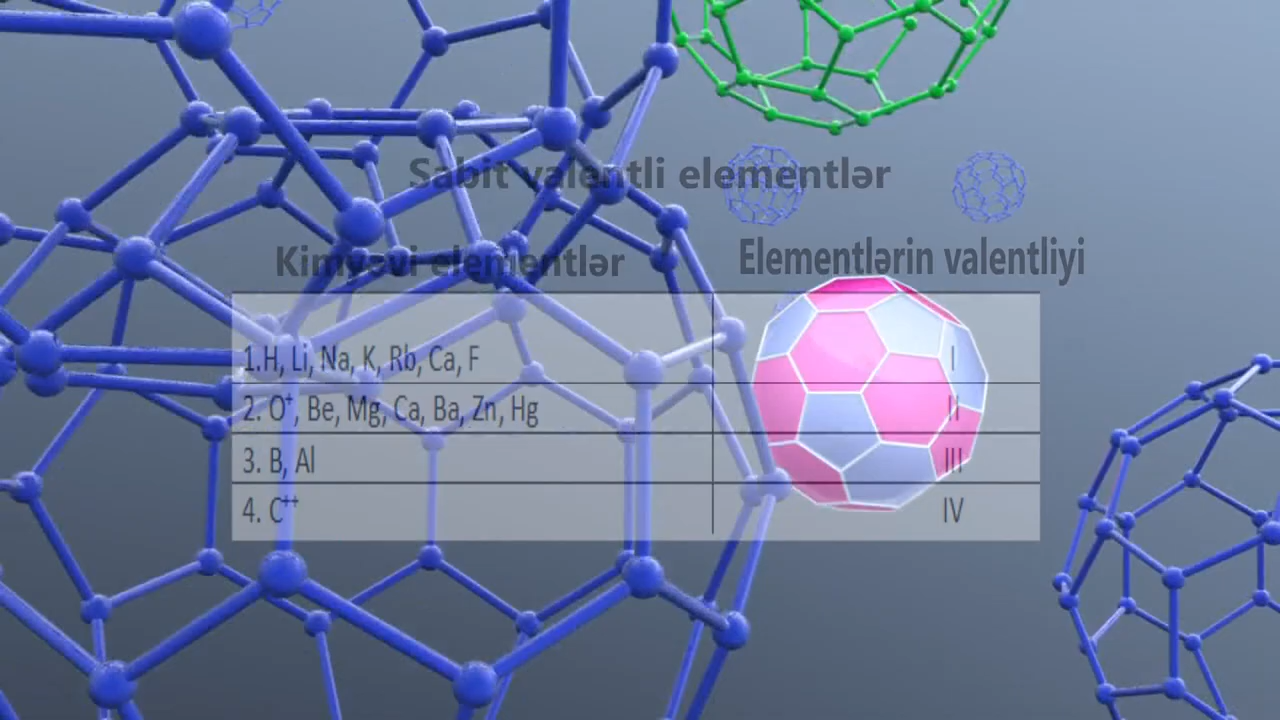 Sabit valentli elementlər
Kimyəvi elementlər Elementlərin valentliyi
1.H, Li, Na, K, Rb, Ca, F I
2. O⁺, Be, Mg, Ca, Ba, Zn, Hg II
3. B, Al III
4. C⁺⁺ IV